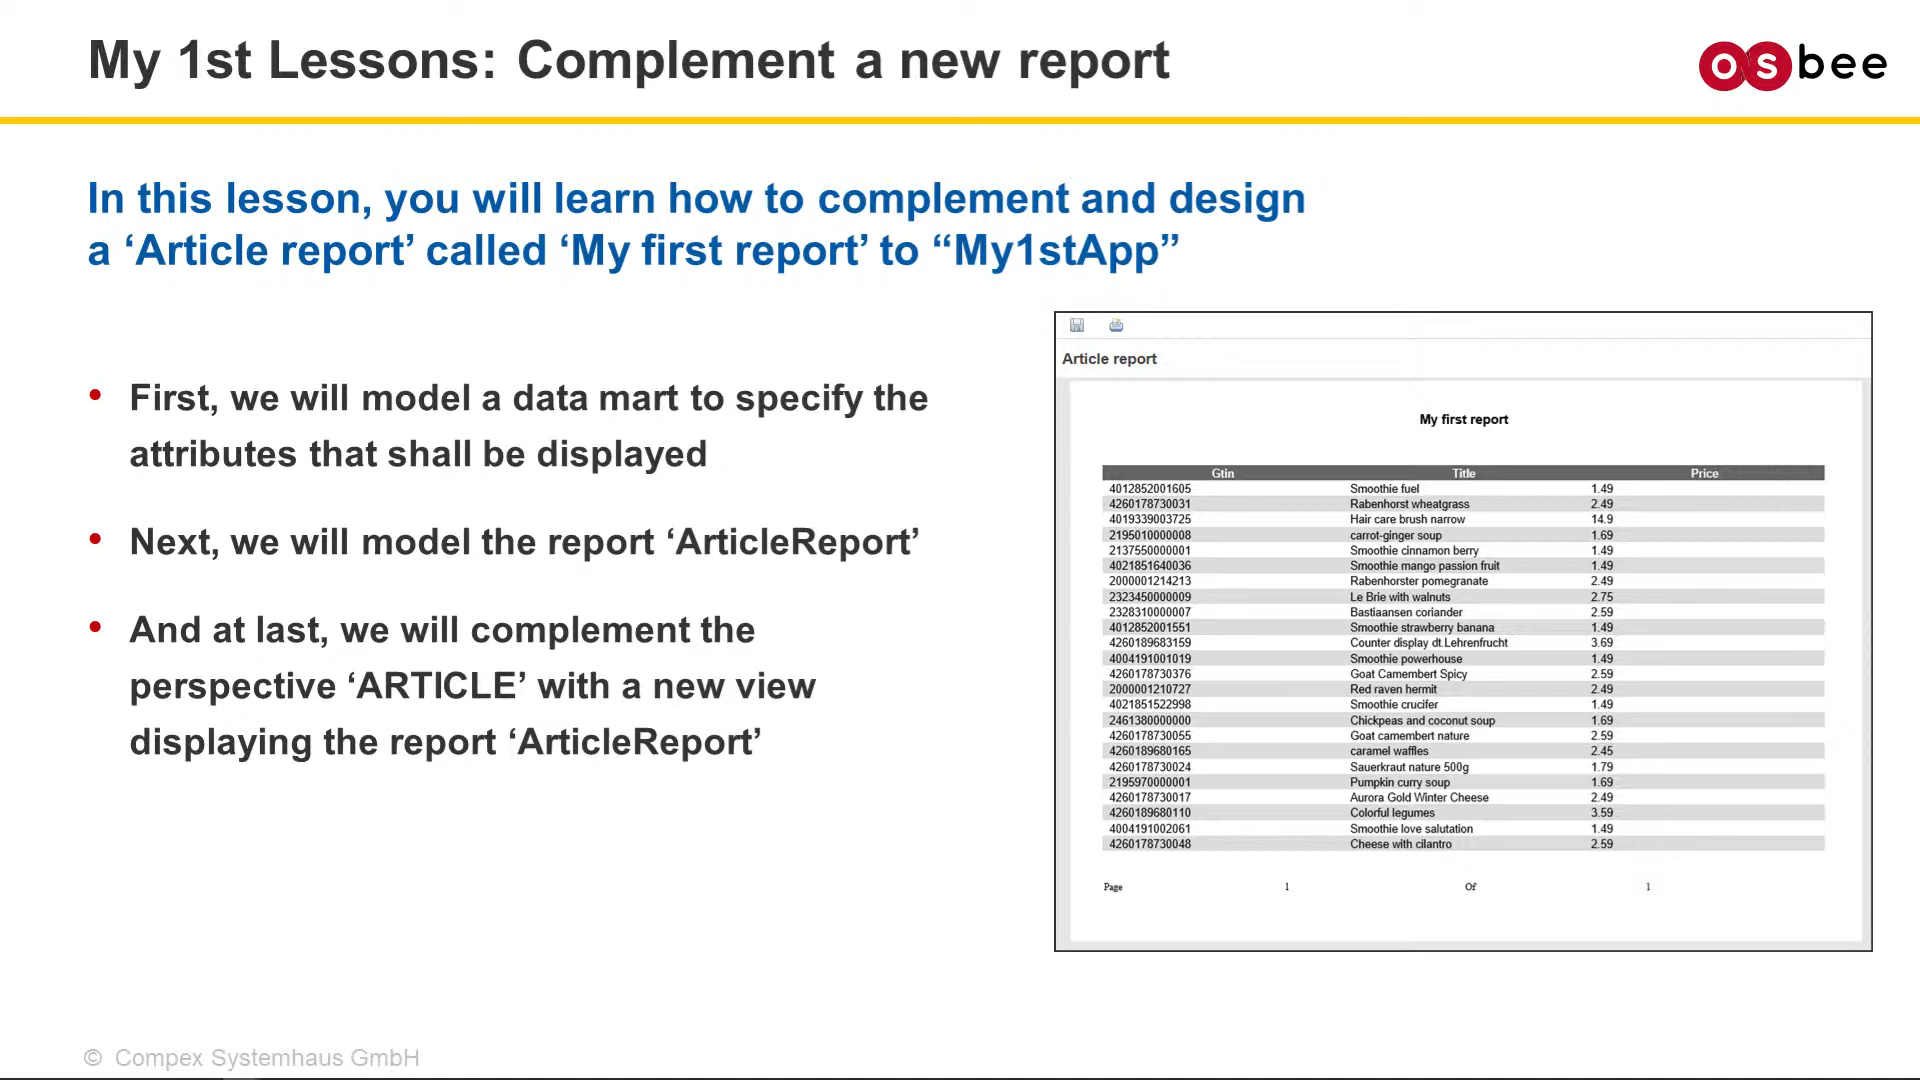 My 1st Lessons: Complement a new report
osbee
In this lesson, you will learn how to complement and design
a ‘Article report’ called ‘My first report’ to “My1stApp”
• First, we will model a data mart to specify the
attributes that shall be displayed
• Next, we will model the report ‘ArticleReport’
• And at last, we will complement the
perspective ‘ARTICLE’ with a new view
displaying the report ‘ArticleReport’
Article report
My first report
Gtin Title Price
4012852001605 Smoothie fuel 1.49
4260178730031 Rabenhorst wheatgrass 2.49
4019339003725 Hair care brush narrow 14.9
2195010000008 carrot-ginger soup 1.69
2137550000001 Smoothie cinnamon berry 1.49
4021851640036 Smoothie mango passion fruit 1.49
2000001214213 Rabenhorster pomegranate 2.49
2323450000009 Le Brie with walnuts 2.75
2328310000007 Bastiaansen coriander 2.59
4012852001551 Smoothie strawberry banana 1.49
4260189683159 Counter display dt.Lehrenfrucht 3.69
4004191001019 Smoothie powerhouse 1.49
4260178730376 Goat Camembert Spicy 2.59
2000001210727 Red raven hermit 2.49
4021851522998 Smoothie crucifer 1.49
2461380000000 Chickpeas and coconut soup 1.69
4260178730055 Goat camembert nature 2.59
4260189680165 caramel waffles 2.45
4260178730024 Sauerkraut nature 500g 1.79
2195970000001 Pumpkin curry soup 1.69
4260178730017 Aurora Gold Winter Cheese 2.49
4260189680110 Colorful legumes 3.59
4004191002061 Smoothie love salutation 1.49
4260178730048 Cheese with cilantro 2.59
Page 1 Of 1
© Compex Systemhaus GmbH